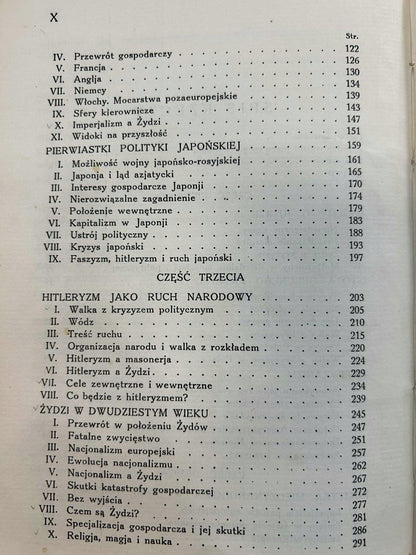 X
Str.
IV. Przewrót gospodarczy . . . . . . . . . . . 122
V. Francja . . . . . . . . . . . . . . . . 126
VI. Anglja . . . . . . . . . . . . . . . . 130
VII. Niemcy . . . . . . . . . . . . . . . . 134
VIII. Włochy. Mocarstwa pozaeuropejskie . . . . . . . 139
IX. Sfery kierownicze . . . . . . . . . . . . . 143
X. Imperjalizm a Żydzi . . . . . . . . . . . . 147
XI. Widoki na przyszłość . . . . . . . . . . . . 151
PIERWIASTKI POLITYKI JAPOŃSKIEJ . . . . . . . 159
I. Możliwość wojny japońsko-rosyjskiej . . . . . . 161
II. Japonja i ląd azjatycki . . . . . . . . . . . 165
III. Interesy gospodarcze Japonji . . . . . . . . . 170
IV. Nierozwiązalne zagadnienie . . . . . . . . . . 174
V. Położenie wewnętrzne . . . . . . . . . . . . 179
VI. Kapitalizm w Japonji . . . . . . . . . . . . 183
VII. Ustrój polityczny . . . . . . . . . . . . . 188
VIII. Kryzys japoński . . . . . . . . . . . . . . 193
IX. Faszyzm, hitleryzm i ruch japoński . . . . . . . 197
CZĘŚĆ TRZECIA
HITLERYZM JAKO RUCH NARODOWY . . . . . . . 203
I. Walka z kryzyzem politycznym . . . . . . . . . 205
II. Wódz . . . . . . . . . . . . . . . . . 210
III. Treść ruchu . . . . . . . . . . . . . . . 215
IV. Organizacja narodu i walka z rozkładem . . . . . 220
V. Hitleryzm a masonerja . . . . . . . . . . . 224
VI. Hitleryzm a Żydzi . . . . . . . . . . . . . 229
VII. Cele zewnętrzne i wewnętrzne . . . . . . . . . 234
VIII. Co będzie z hitleryzmem? . . . . . . . . . . 239
ŻYDZI W DWUDZIESTYM WIEKU . . . . . . . . . 245
I. Przewrót w położeniu Żydów . . . . . . . . . 247
II. Fatalne zwycięstwo . . . . . . . . . . . . . 251
III. Nacjonalizm europejski . . . . . . . . . . . 257
IV. Ewolucja nacjonalizmu . . . . . . . . . . . 262
V. Nacjonalizm a Żydzi . . . . . . . . . . . . 267
VI. Skutki katastrofy gospodarczej . . . . . . . . . 272
VII. Bez wyjścia . . . . . . . . . . . . . . . 277
VIII. Czem są Żydzi? . . . . . . . . . . . . . . 281
IX. Specjalizacja gospodarcza i jej skutki . . . . . . 286
X. Religja, magja i nauka . . . . . . . . . . . . 291